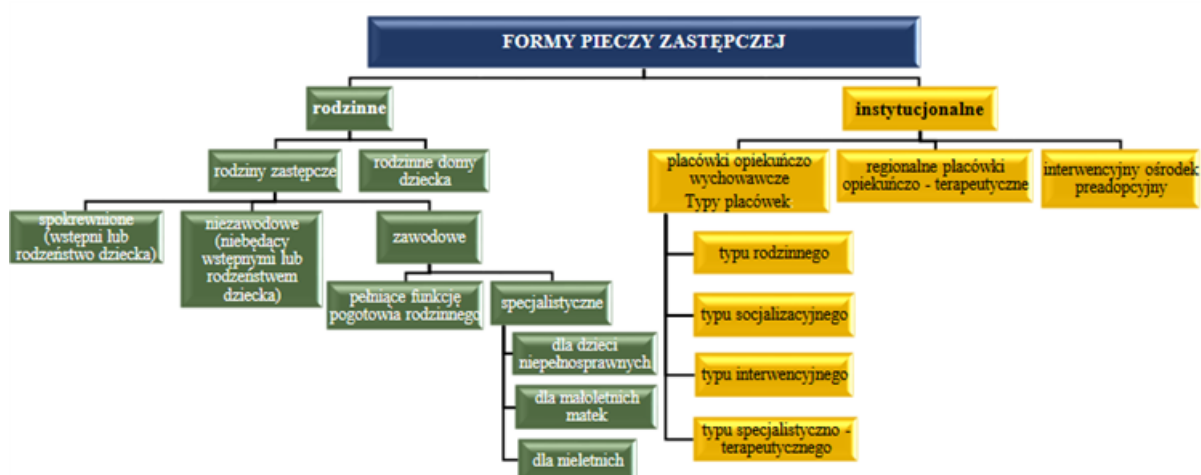 FORMY PIECZY ZASTĘPCZEJ
rodzinne
instytucjonalne
rodziny zastępcze
rodzinne domy
dziecka
placówki opiekuńczo
wychowawcze
Typy placówek
regionalne placówki
opiekuńczo - terapeutyczne
interwencyjny ośrodek
preadopcyjny
spokrewnione
(wstępni lub
rodzeństwo dziecka)
niezawodowe
(niebędący
wstępnymi lub
rodzeństwem
dziecka)
zawodowe
pełniące funkcję
pogotowia rodzinnego
specjalistyczne
dla dzieci
niepełnosprawnych
dla małoletnich
matek
dla nieletnich
typu rodzinnego
typu socjalizacyjnego
typu interwencyjnego
typu specjalistyczno -
terapeutycznego